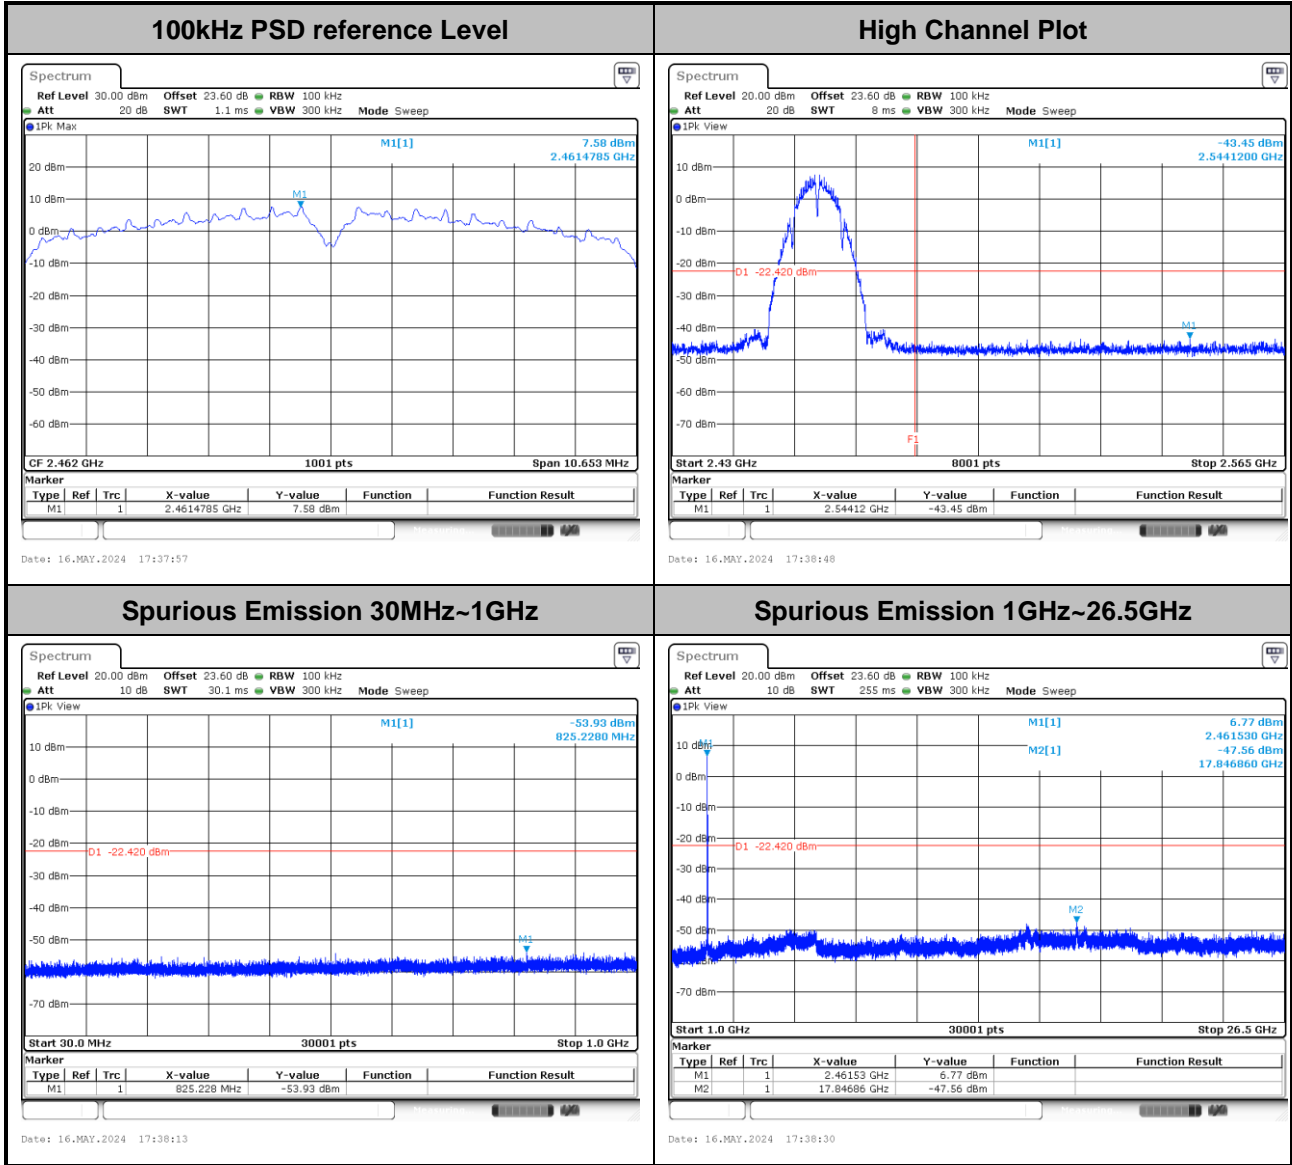 100kHz PSD reference Level
Spectrum
Ref Level 30.00 dBm Offset 23.60 dB RBW 100 kHz
Att 20 dB SWT 1.1 ms VBW 300 kHz Mode Sweep
1Pk Max
M1[1] 7.58 dBm
2.4614785 GHz
20 dBm
M1
10 dBm
0 dBm
-10 dBm
-20 dBm
-30 dBm
-40 dBm
-50 dBm
-60 dBm
CF 2.462 GHz 1001 pts Span 10.653 MHz
Marker
Type Ref Trc X-value Y-value Function Function Result
M1 1 2.4614785 GHz 7.58 dBm
Date: 16.MAY.2024 17:37:57
High Channel Plot
Spectrum
Ref Level 20.00 dBm Offset 23.60 dB RBW 100 kHz
Att 20 dB SWT 8 ms VBW 300 kHz Mode Sweep
1Pk View
M1[1] -43.45 dBm
2.5441200 GHz
10 dBm
0 dBm
-10 dBm
-20 dBm
D1 -22.420 dBm
-30 dBm
-40 dBm
M1
-50 dBm
-60 dBm
-70 dBm
F1
Start 2.43 GHz 8001 pts Stop 2.565 GHz
Marker
Type Ref Trc X-value Y-value Function Function Result
M1 1 2.54412 GHz -43.45 dBm
Date: 16.MAY.2024 17:38:48
Spurious Emission 30MHz~1GHz
Spectrum
Ref Level 20.00 dBm Offset 23.60 dB RBW 100 kHz
Att 10 dB SWT 30.1 ms VBW 300 kHz Mode Sweep
1Pk View
M1[1] -53.93 dBm
825.2280 MHz
10 dBm
0 dBm
-10 dBm
-20 dBm
D1 -22.420 dBm
-30 dBm
-40 dBm
-50 dBm
M1
-70 dBm
Start 30.0 MHz 30001 pts Stop 1.0 GHz
Marker
Type Ref Trc X-value Y-value Function Function Result
M1 1 825.228 MHz -53.93 dBm
Date: 16.MAY.2024 17:38:13
Spurious Emission 1GHz~26.5GHz
Spectrum
Ref Level 20.00 dBm Offset 23.60 dB RBW 100 kHz
Att 10 dB SWT 255 ms VBW 300 kHz Mode Sweep
1Pk View
M1[1] 6.77 dBm
2.461530 GHz
M2[1] -47.56 dBm
17.846860 GHz
10 dBm
M1
0 dBm
-10 dBm
-20 dBm
D1 -22.420 dBm
-30 dBm
-40 dBm
M2
-50 dBm
-70 dBm
Start 1.0 GHz 30001 pts Stop 26.5 GHz
Marker
Type Ref Trc X-value Y-value Function Function Result
M1 1 2.46153 GHz 6.77 dBm
M2 1 17.84686 GHz -47.56 dBm
Date: 16.MAY.2024 17:38:30